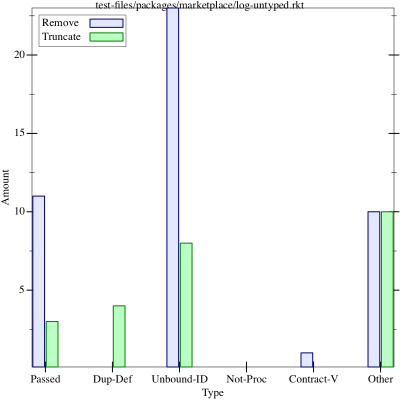 test-files/packages/marketplace/log-untyped.rkt
Remove
Truncate
20
15
10
5
Amount
Passed Dup-Def Unbound-ID Not-Proc Contract-V Other
Type